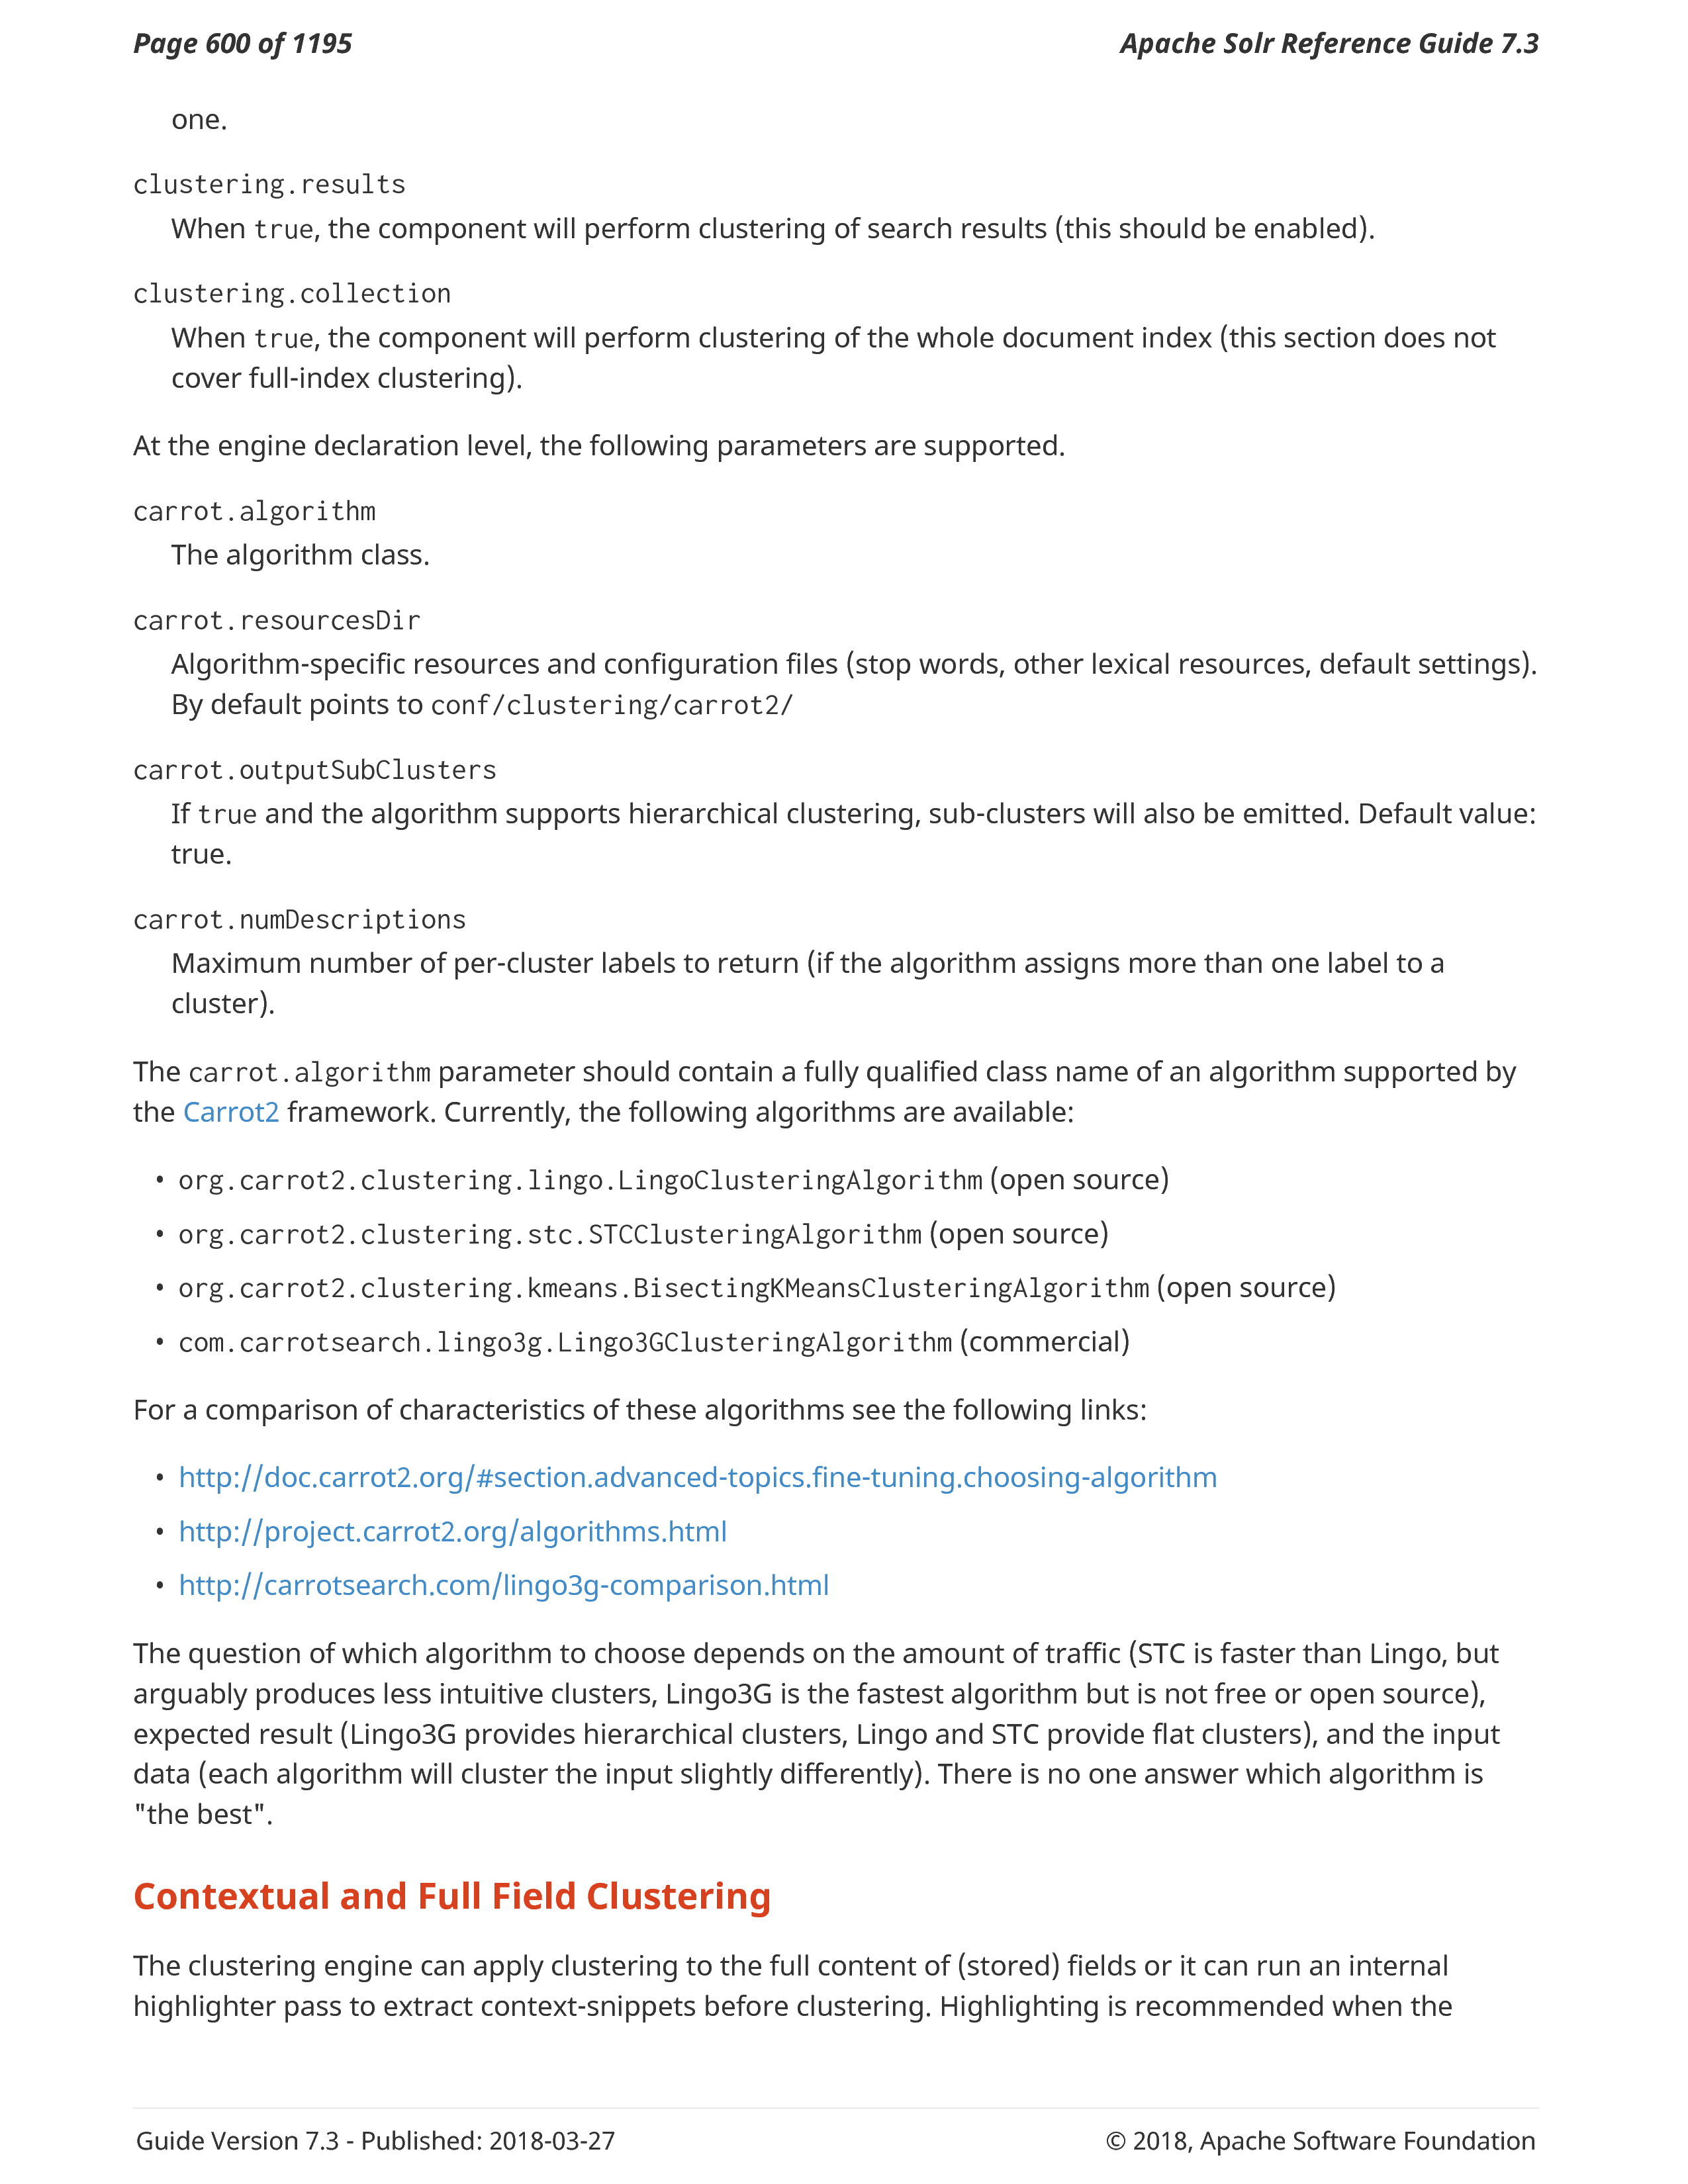 Page 600 of 1195
Apache Solr Reference Guide 7.3
one.
clustering.results
When true, the component will perform clustering of search results (this should be enabled).
clustering.collection
When true, the component will perform clustering of the whole document index (this section does not
cover full-index clustering).
At the engine declaration level, the following parameters are supported.
carrot.algorithm
The algorithm class.
carrot.resourcesDir
Algorithm-specific resources and configuration files (stop words, other lexical resources, default settings).
By default points to conf/clustering/carrot2/
carrot.outputSubClusters
If true and the algorithm supports hierarchical clustering, sub-clusters will also be emitted. Default value:
true.
carrot.numDescriptions
Maximum number of per-cluster labels to return (if the algorithm assigns more than one label to a
cluster).
The carrot.algorithm parameter should contain a fully qualified class name of an algorithm supported by
the Carrot2 framework. Currently, the following algorithms are available:
• org.carrot2.clustering.lingo.LingoClusteringAlgorithm (open source)
• org.carrot2.clustering.stc.STCClusteringAlgorithm (open source)
• org.carrot2.clustering.kmeans.BisectingKMeansClusteringAlgorithm (open source)
• com.carrotsearch.lingo3g.Lingo3GClusteringAlgorithm (commercial)
For a comparison of characteristics of these algorithms see the following links:
• http://doc.carrot2.org/#section.advanced-topics.fine-tuning.choosing-algorithm
• http://project.carrot2.org/algorithms.html
• http://carrotsearch.com/lingo3g-comparison.html
The question of which algorithm to choose depends on the amount of traffic (STC is faster than Lingo, but
arguably produces less intuitive clusters, Lingo3G is the fastest algorithm but is not free or open source),
expected result (Lingo3G provides hierarchical clusters, Lingo and STC provide flat clusters), and the input
data (each algorithm will cluster the input slightly differently). There is no one answer which algorithm is
"the best".
Contextual and Full Field Clustering
The clustering engine can apply clustering to the full content of (stored) fields or it can run an internal
highlighter pass to extract context-snippets before clustering. Highlighting is recommended when the
Guide Version 7.3 - Published: 2018-03-27
© 2018, Apache Software Foundation